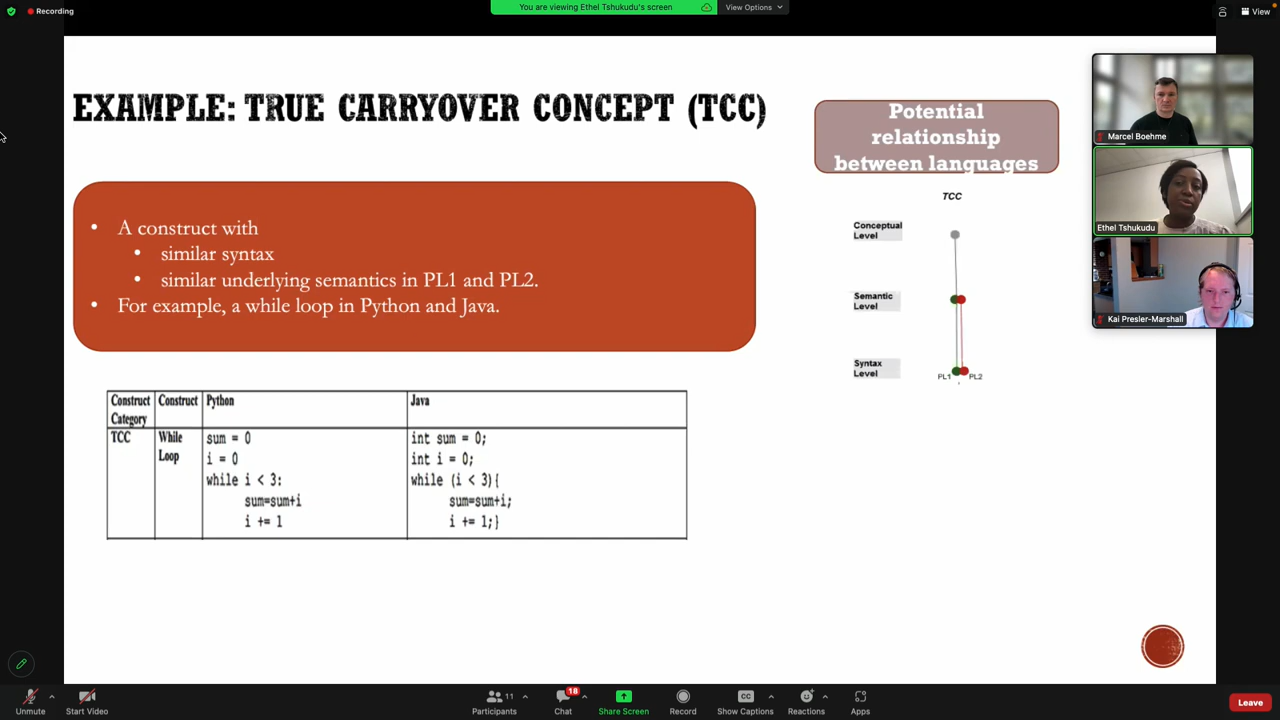 Recording
You are viewing Ethel Tshukudu's screen
View Options
View
EXAMPLE: TRUE CARRYOVER CONCEPT (TCC)
• A construct with
• similar syntax
• similar underlying semantics in PL1 and PL2.
• For example, a while loop in Python and Java.
Construct Category
Construct
Python
Java
TCC
While Loop
sum = 0
i = 0
while i < 3:
sum=sum+i
i += 1
int sum = 0;
int i = 0;
while (i < 3){
sum=sum+i;
i += 1;}
Potential
relationship
between languages
TCC
Conceptual
Level
Semantic
Level
Syntax
Level
PL1
PL2
Marcel Boehme
Ethel Tshukudu
Kai Presler-Marshall
Unmute
Start Video
Participants
11
Chat
18
Share Screen
Record
CC
Show Captions
Reactions
Apps
Leave